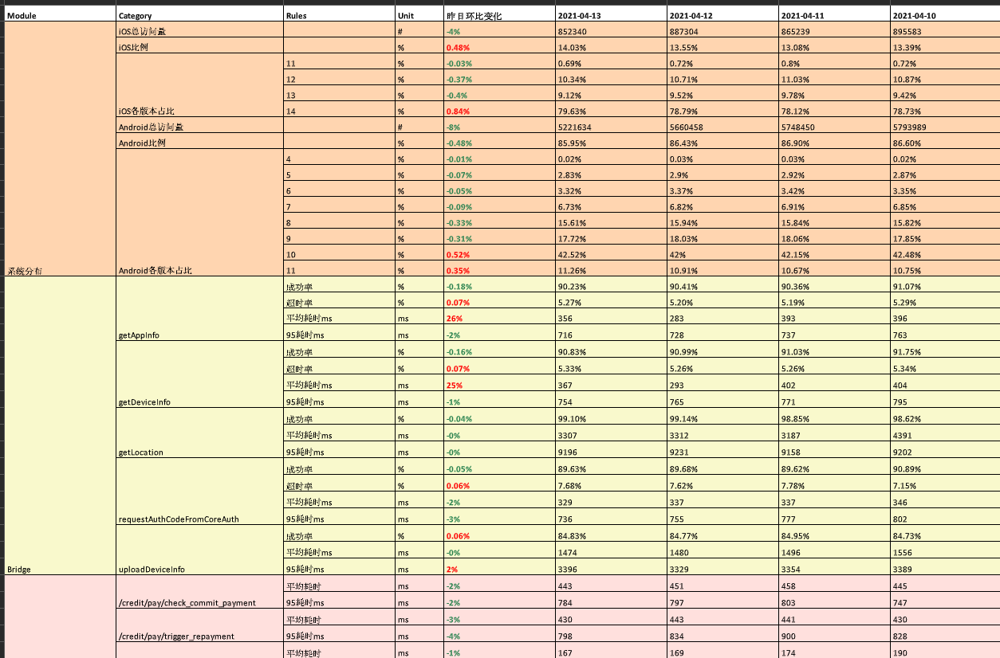 Module Category Rules Unit 昨日环比变化 2021-04-13 2021-04-12 2021-04-11 2021-04-10
iOS总访问量 # -4% 852340 887304 865239 895583
iOS比例 % 0.48% 14.03% 13.55% 13.08% 13.39%
11 % -0.03% 0.69% 0.72% 0.8% 0.72%
12 % -0.37% 10.34% 10.71% 11.03% 10.87%
13 % -0.4% 9.12% 9.52% 9.78% 9.42%
iOS各版本占比 14 % 0.84% 79.63% 78.79% 78.12% 78.73%
Android总访问量 # -8% 5221634 5660458 5748450 5793989
Android比例 % -0.48% 85.95% 86.43% 86.90% 86.60%
4 % -0.01% 0.02% 0.03% 0.03% 0.02%
5 % -0.07% 2.83% 2.9% 2.92% 2.87%
6 % -0.05% 3.32% 3.37% 3.42% 3.35%
7 % -0.09% 6.73% 6.82% 6.91% 6.85%
8 % -0.33% 15.61% 15.94% 15.84% 15.82%
9 % -0.31% 17.72% 18.03% 18.06% 17.85%
10 % 0.52% 42.52% 42% 42.15% 42.48%
系统分布 Android各版本占比 11 % 0.35% 11.26% 10.91% 10.67% 10.75%
成功率 % -0.18% 90.23% 90.41% 90.36% 91.07%
超时率 % 0.07% 5.27% 5.20% 5.19% 5.29%
平均耗时ms ms 26% 356 283 393 396
getAppInfo 95耗时ms ms -2% 716 728 737 763
成功率 % -0.16% 90.83% 90.99% 91.03% 91.75%
超时率 % 0.07% 5.33% 5.26% 5.26% 5.34%
平均耗时ms ms 25% 367 293 402 404
getDeviceInfo 95耗时ms ms -1% 754 765 771 795
成功率 % -0.04% 99.10% 99.14% 98.85% 98.62%
平均耗时ms ms -0% 3307 3312 3187 4391
getLocation 95耗时ms ms -0% 9196 9231 9158 9202
成功率 % -0.05% 89.63% 89.68% 89.62% 90.89%
超时率 % 0.06% 7.68% 7.62% 7.78% 7.15%
平均耗时ms ms -2% 329 337 337 346
requestAuthCodeFromCoreAuth 95耗时ms ms -3% 736 755 777 802
成功率 % 0.06% 84.83% 84.77% 84.95% 84.73%
平均耗时ms ms -0% 1474 1480 1496 1556
Bridge uploadDeviceInfo 95耗时ms ms 2% 3396 3329 3354 3389
平均耗时 ms -2% 443 451 458 445
/credit/pay/check_commit_payment 95耗时ms ms -2% 784 797 803 747
平均耗时 ms -3% 430 443 441 430
/credit/pay/trigger_repayment 95耗时ms ms -4% 798 834 900 828
平均耗时 ms -1% 167 169 174 190